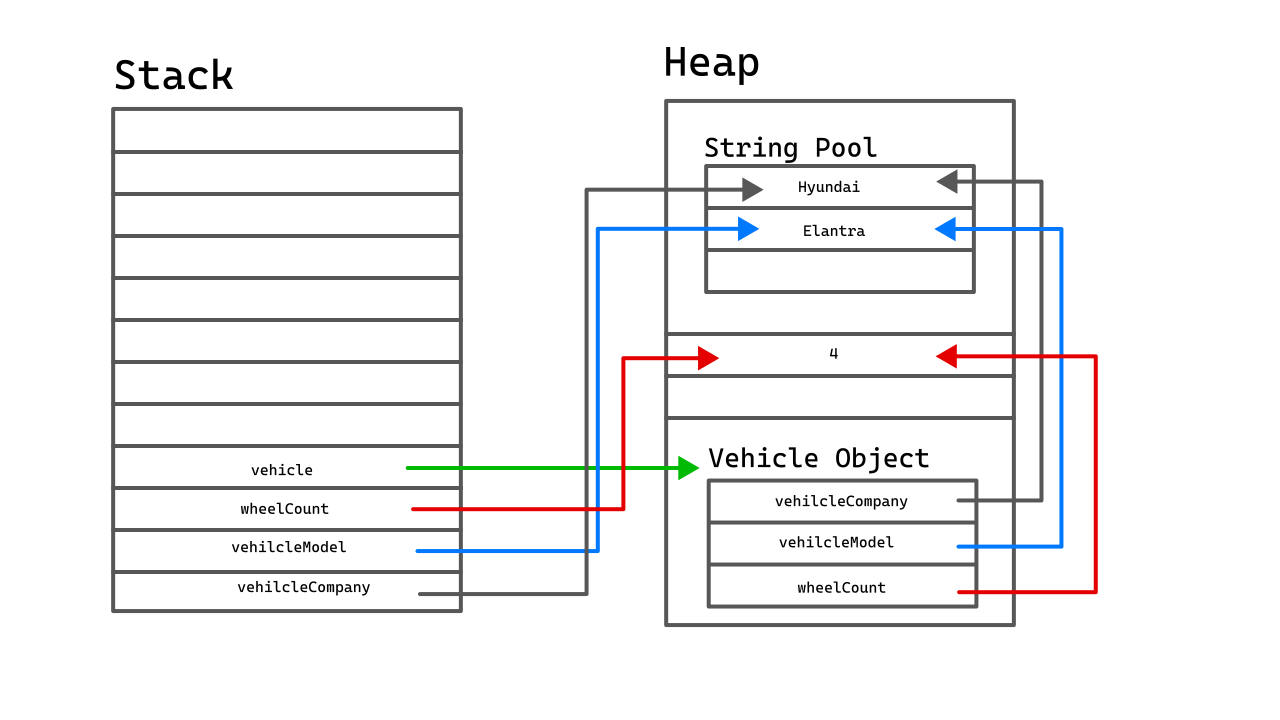 Stack
vehicle
wheelCount
vehilcleModel
vehilcleCompany
Heap
String Pool
Hyundai
Elantra
4
Vehicle Object
vehilcleCompany
vehilcleModel
wheelCount